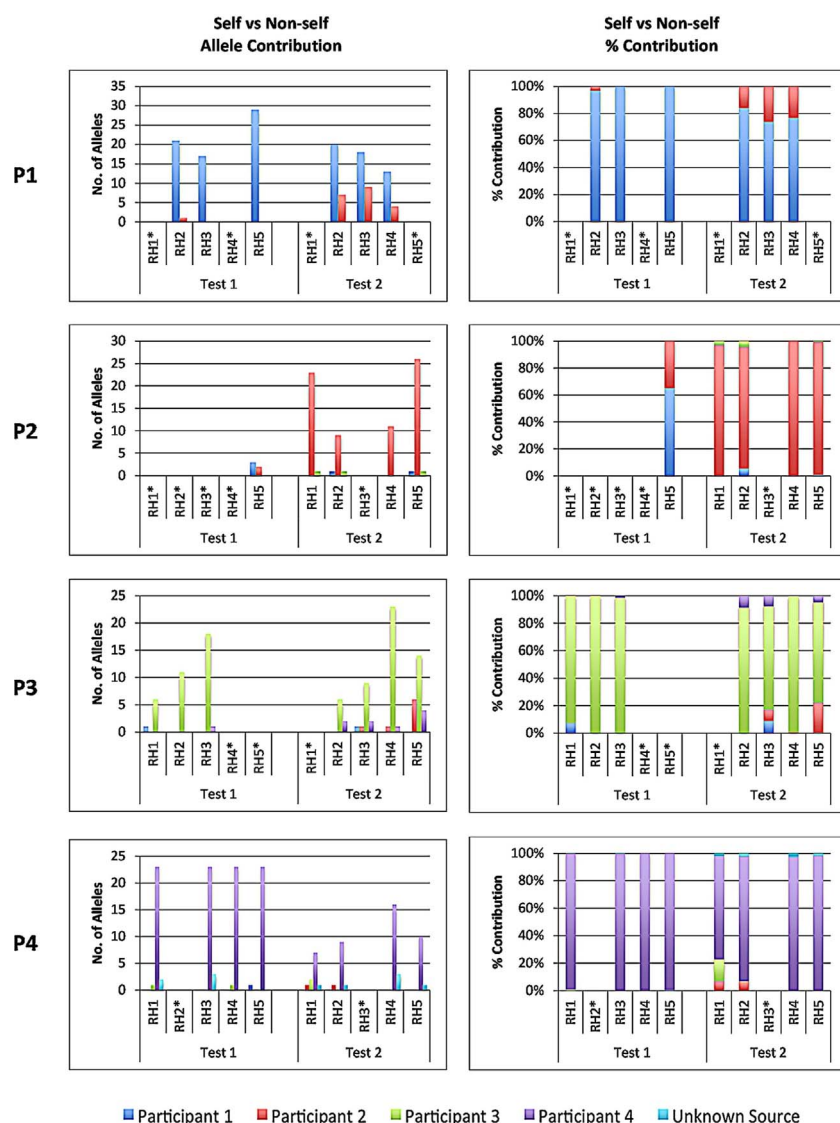 Self vs Non-self
Allele Contribution
Self vs Non-self
% Contribution
P1
No. of Alleles
35
30
25
20
15
10
5
0
RH1*
RH2
RH3
RH4*
RH5
RH1*
RH2
RH3
RH4
RH5*
Test 1
Test 2
% Contribution
100%
80%
60%
40%
20%
0%
RH1*
RH2
RH3
RH4*
RH5
RH1*
RH2
RH3
RH4
RH5*
Test 1
Test 2
P2
No. of Alleles
30
25
20
15
10
5
0
RH1*
RH2*
RH3*
RH4*
RH5
RH1
RH2
RH3*
RH4
RH5
Test 1
Test 2
% Contribution
100%
80%
60%
40%
20%
0%
RH1*
RH2*
RH3*
RH4*
RH5
RH1
RH2
RH3*
RH4
RH5
Test 1
Test 2
P3
No. of Alleles
25
20
15
10
5
0
RH1
RH2
RH3
RH4*
RH5*
RH1*
RH2
RH3
RH4
RH5
Test 1
Test 2
% Contribution
100%
80%
60%
40%
20%
0%
RH1
RH2
RH3
RH4*
RH5*
RH1*
RH2
RH3
RH4
RH5
Test 1
Test 2
P4
No. of Alleles
25
20
15
10
5
0
RH1
RH2*
RH3
RH4
RH5
RH1
RH2
RH3*
RH4
RH5
Test 1
Test 2
% Contribution
100%
80%
60%
40%
20%
0%
RH1
RH2*
RH3
RH4
RH5
RH1
RH2
RH3*
RH4
RH5
Test 1
Test 2
Participant 1 Participant 2 Participant 3 Participant 4 Unknown Source